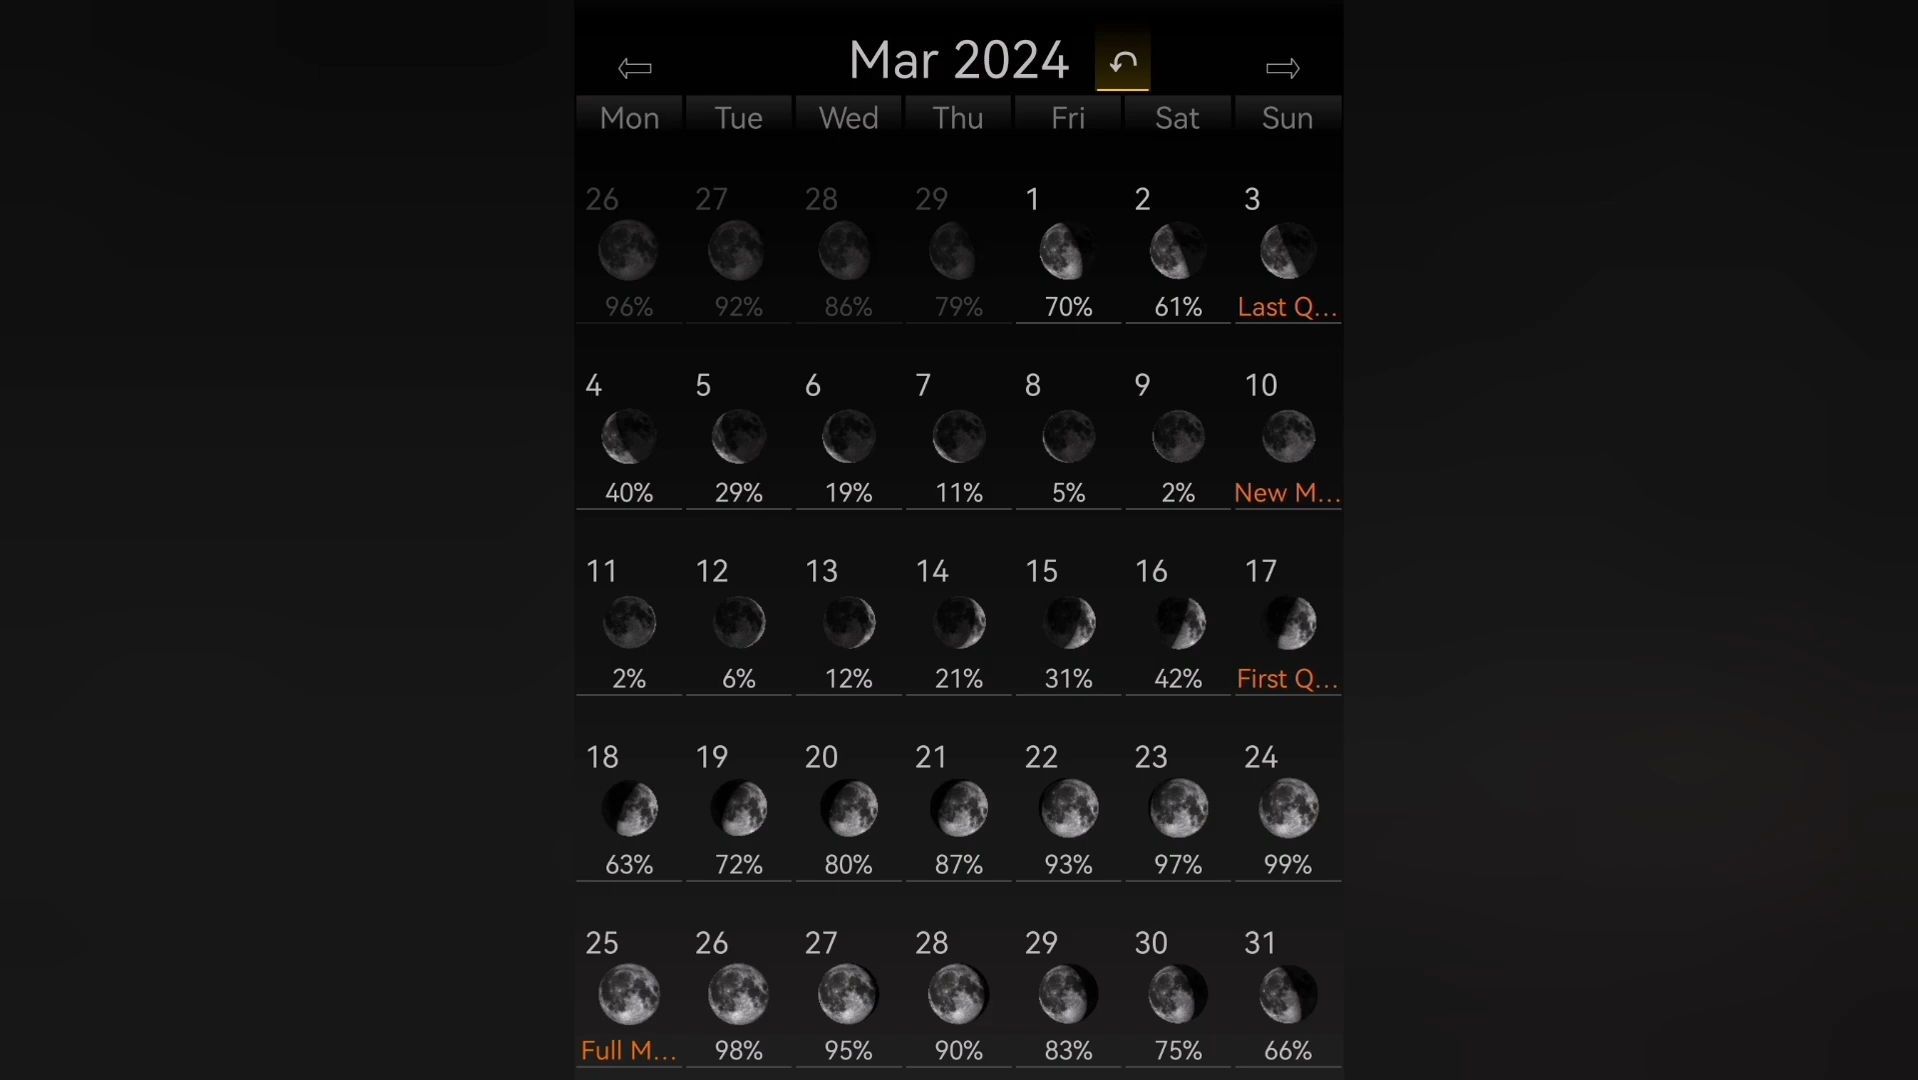 Mar 2024
Mon Tue Wed Thu Fri Sat Sun
26 27 28 29 1 2 3
96% 92% 86% 79% 70% 61% Last Q...
4 5 6 7 8 9 10
40% 29% 19% 11% 5% 2% New M...
11 12 13 14 15 16 17
2% 6% 12% 21% 31% 42% First Q...
18 19 20 21 22 23 24
63% 72% 80% 87% 93% 97% 99%
25 26 27 28 29 30 31
Full M... 98% 95% 90% 83% 75% 66%